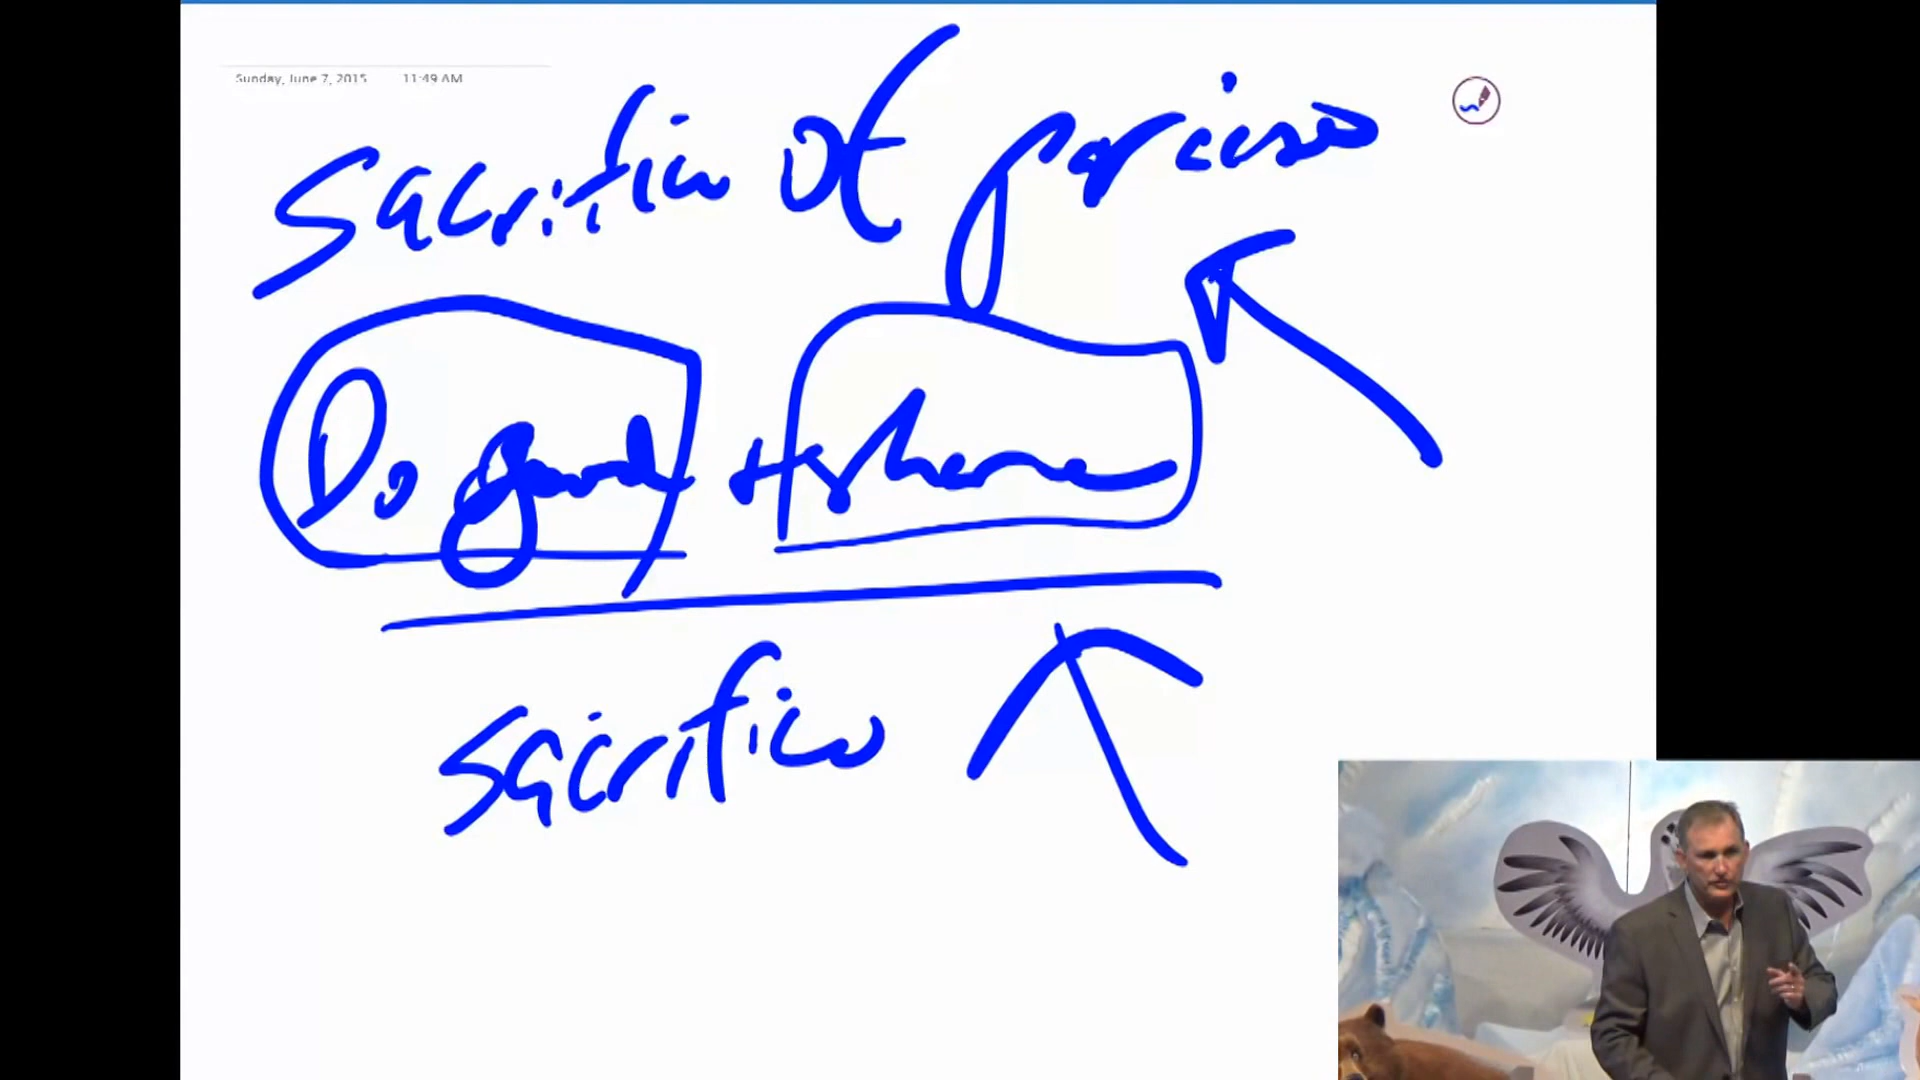 Sunday, June 7, 2015 11:49 AM
Sacrifice of praise
Do good + share
Sacrifice